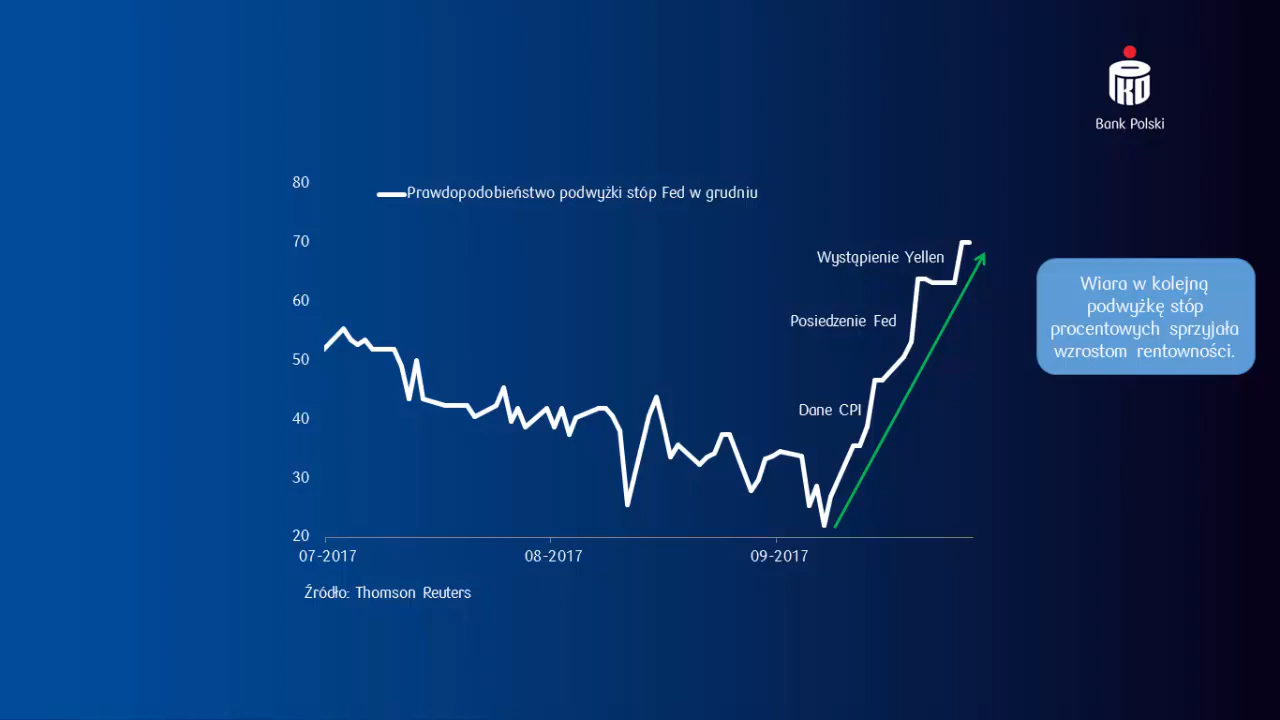 PKO
Bank Polski
80
Prawdopodobieństwo podwyżki stóp Fed w grudniu
70
Wystąpienie Yellen
Wiara w kolejną
podwyżkę stóp
procentowych sprzyjała
wzrostom rentowności.
60
Posiedzenie Fed
50
Dane CPI
40
30
20
07-2017 08-2017 09-2017
Źródło: Thomson Reuters